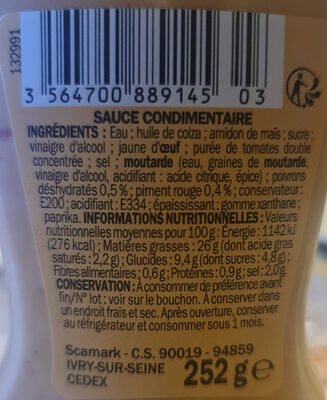 132991
3 564700 889145 03
SAUCE CONDIMENTAIRE
INGRÉDIENTS : Eau ; huile de colza ; amidon de maïs ; sucre ;
vinaigre d'alcool ; jaune d'œuf ; purée de tomates double
concentrée ; sel ; moutarde (eau, graines de moutarde,
vinaigre d'alcool, acidifiant : acide citrique, épice) ; poivrons
déshydratés 0,5 % ; piment rouge 0,4 % ; conservateur :
E200 ; acidifiant : E334 ; épaississant : gomme xanthane ;
paprika. INFORMATIONS NUTRITIONNELLES : Valeurs
nutritionnelles moyennes pour 100 g : Energie : 1142 kJ
(276 kcal) ; Matières grasses : 26 g (dont acide gras
saturés : 2,2 g) ; Glucides : 9,4 g (dont sucres : 4,8 g) ;
Fibres alimentaires : 0,6 g ; Protéines : 0,9 g ; sel : 2,0 g.
CONSERVATION : A consommer de préférence avant
fin/N° lot : voir sur le bouchon. A conserver dans
un endroit frais et sec. Après ouverture, conserver
au réfrigérateur et consommer sous 1 mois.
Scamark - C.S. 90019 - 94859
IVRY-SUR-SEINE
CEDEX
252 g e